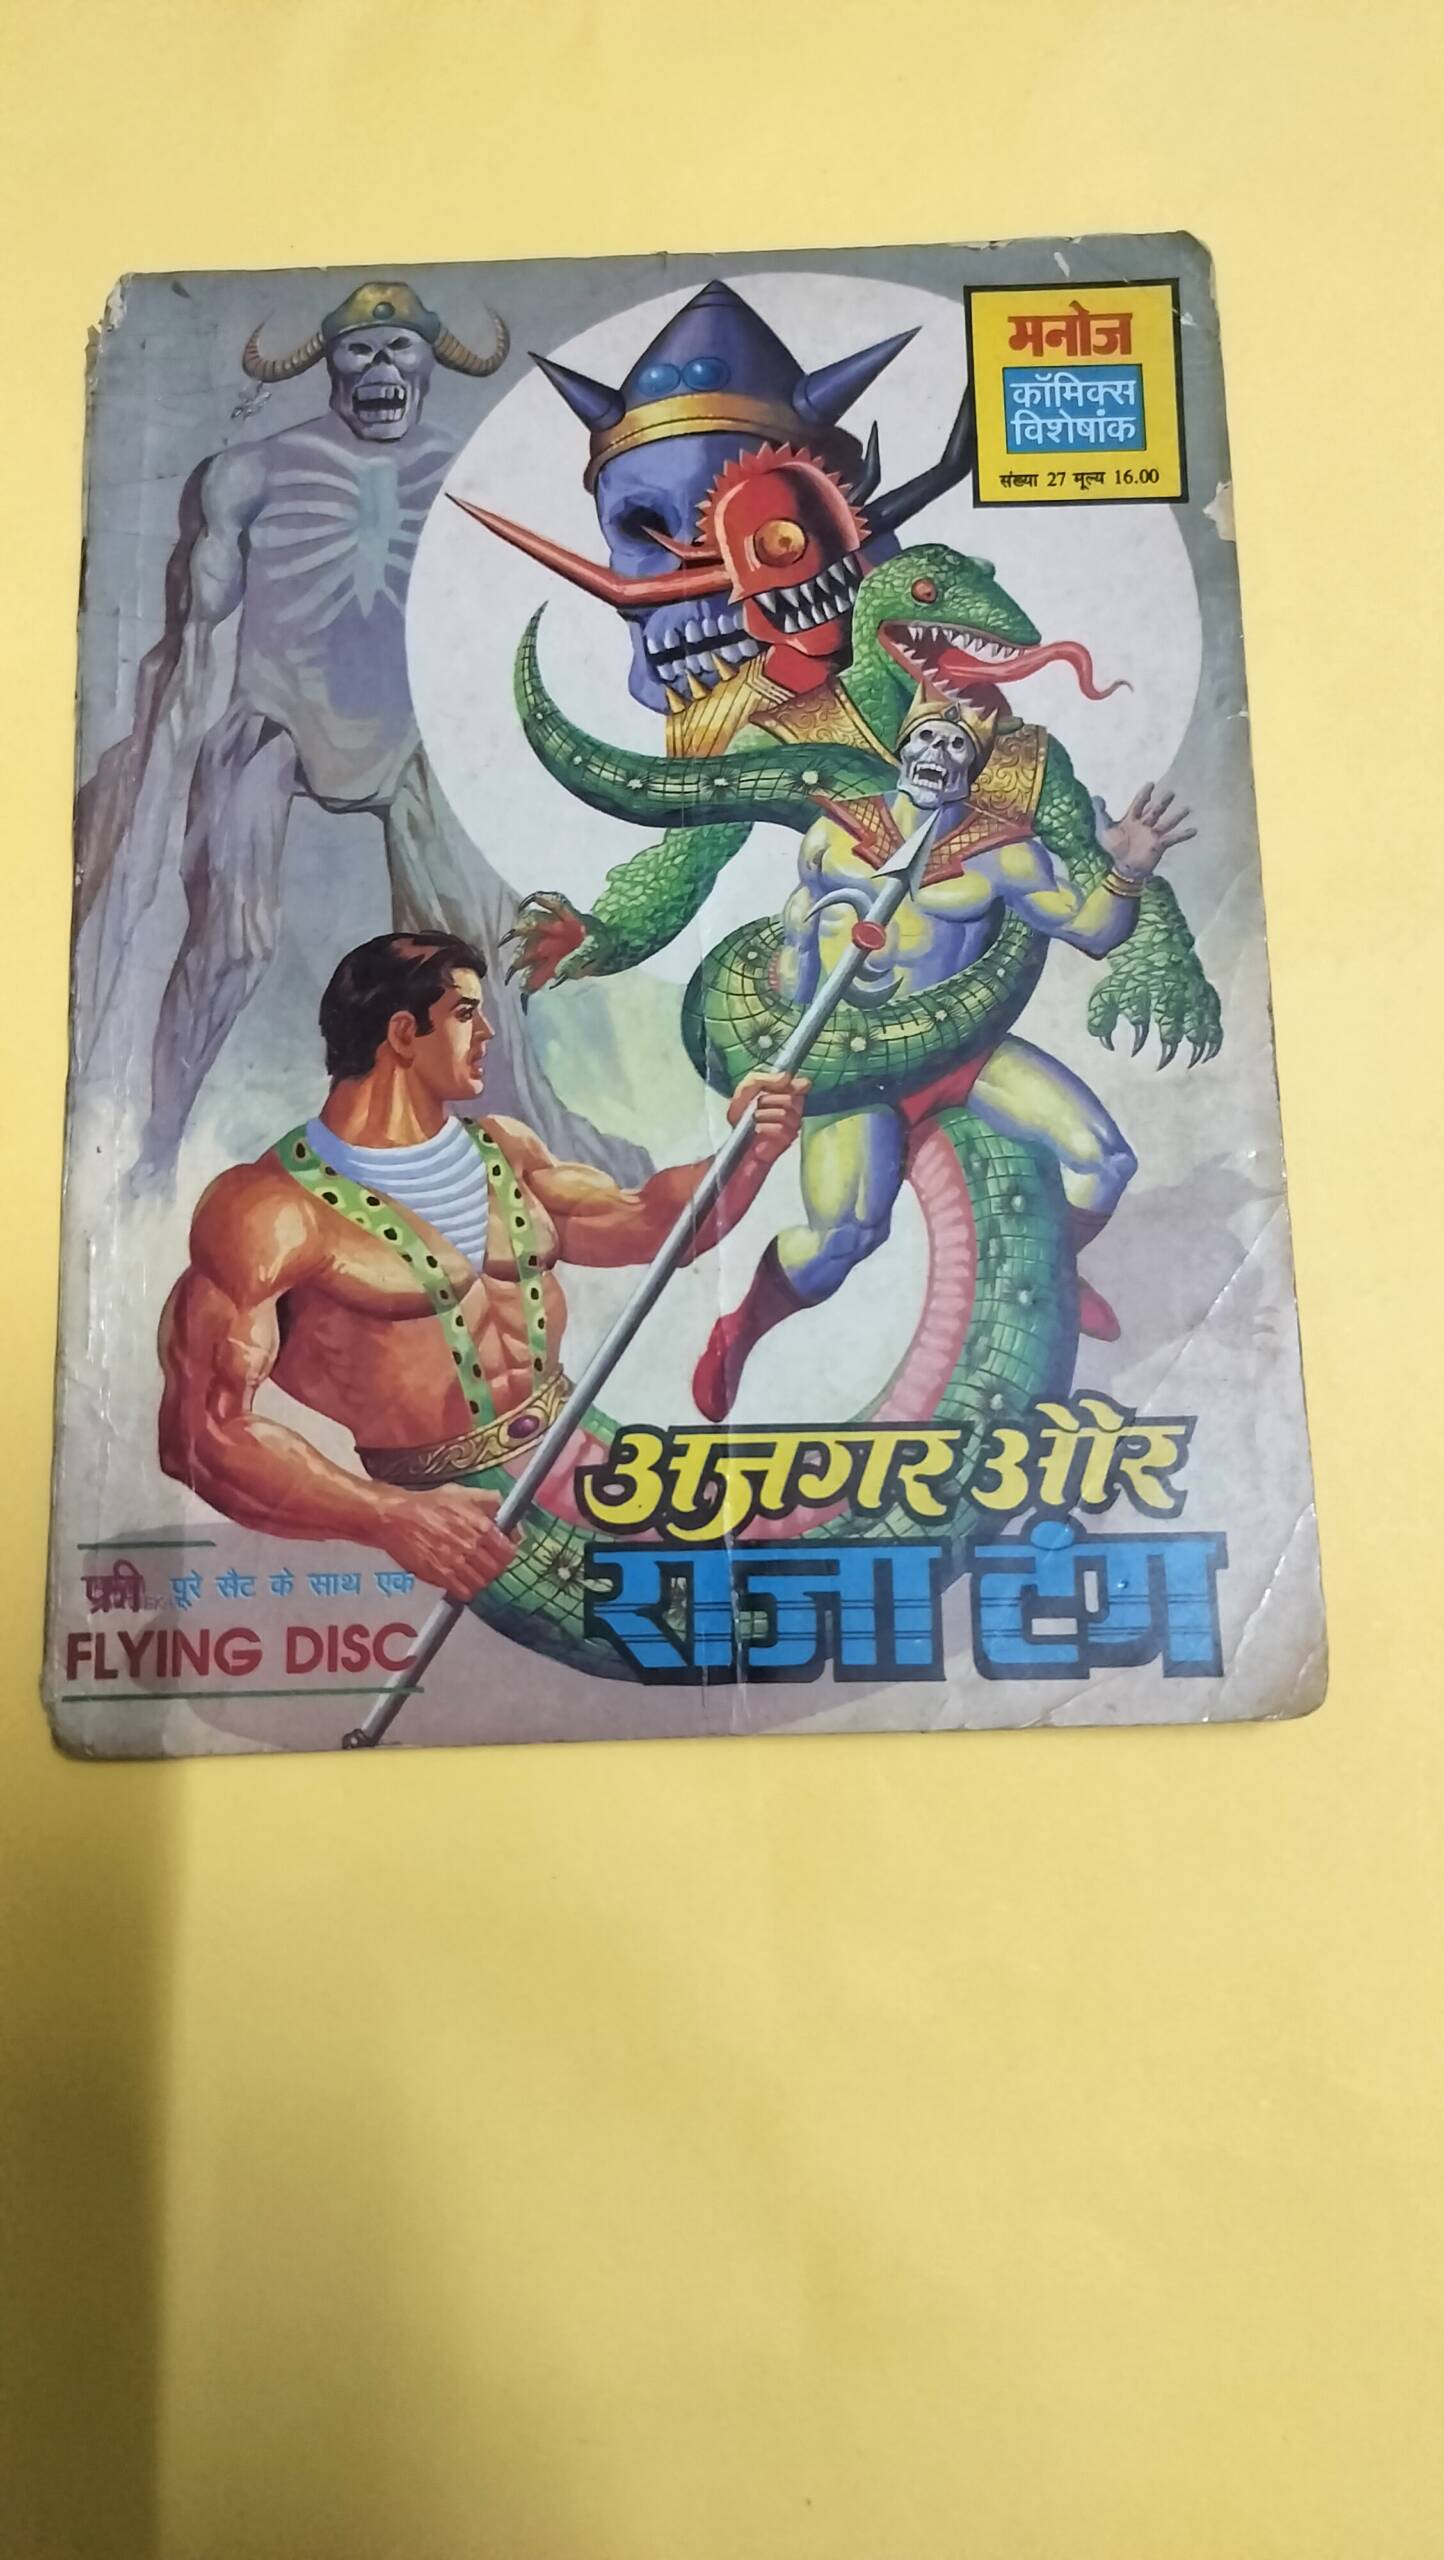 मनोज
कॉमिक्स
विशेषांक
संख्या 27 मूल्य 16.00
अजगर और
राजा टंग
फ्री पूरे सैट के साथ एक
FLYING DISC